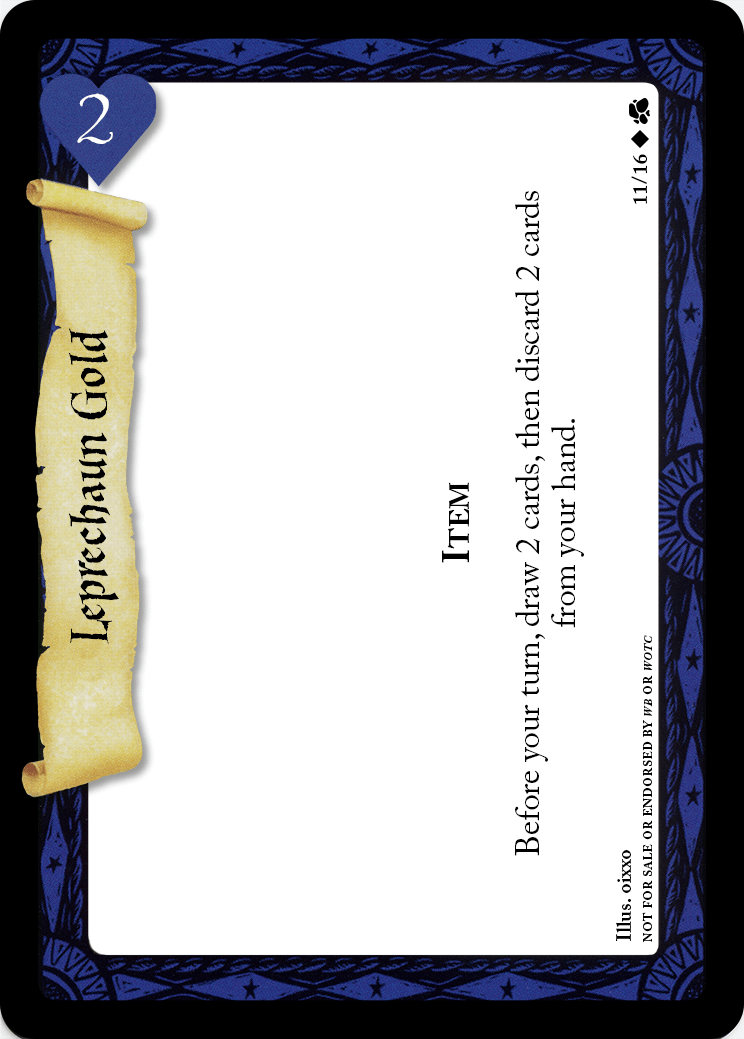 Leprechaun Gold
2
ITEM
Before your turn, draw 2 cards, then discard 2 cards
from your hand.
Illus. oixxo
NOT FOR SALE OR ENDORSED BY WB OR WOTC
11/16